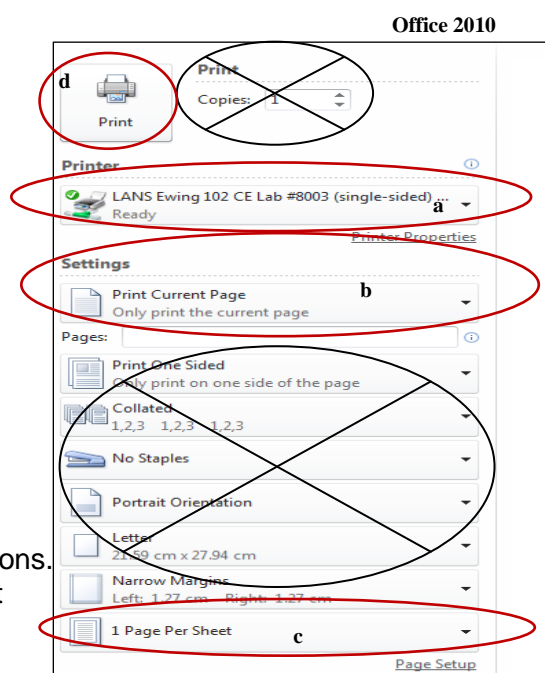 Office 2010
d
Print
Copies: 1
Print
Printer
LANS Ewing 102 CE Lab #8003 (single-sided) ...
Ready
a
Printer Properties
Settings
Print Current Page
Only print the current page
b
Pages:
Print One Sided
Only print on one side of the page
Collated
1,2,3 1,2,3 1,2,3
No Staples
Portrait Orientation
Letter
21.59 cm x 27.94 cm
ons.
Narrow Margins
Left: 1.27 cm Right: 1.27 cm
t
1 Page Per Sheet
c
Page Setup